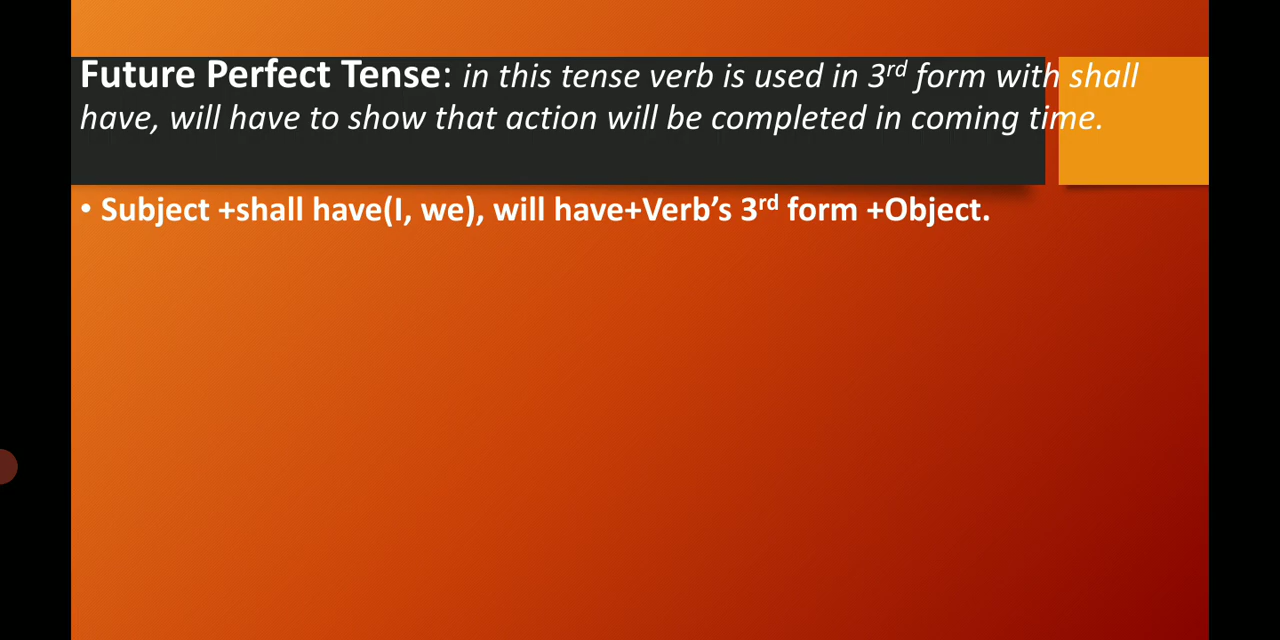 Future Perfect Tense: in this tense verb is used in 3rd form with shall
have, will have to show that action will be completed in coming time.
• Subject +shall have(I, we), will have+Verb’s 3rd form +Object.